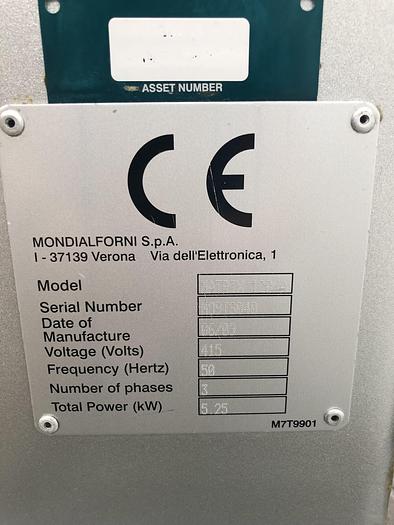 ASSET NUMBER
CE
MONDIALFORNI S.p.A.
I - 37139 Verona Via dell'Elettronica, 1
Model
Serial Number
Date of
Manufacture
Voltage (Volts) 415
Frequency (Hertz) 50
Number of phases 3
Total Power (kW) 5.25
M7T9901